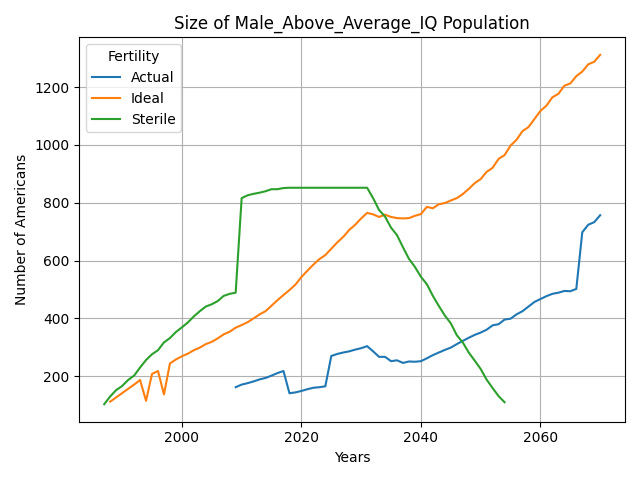 Size of Male_Above_Average_IQ Population
Fertility
Actual
Ideal
Sterile
Number of Americans
1200
1000
800
600
400
200
2000
2020
2040
2060
Years